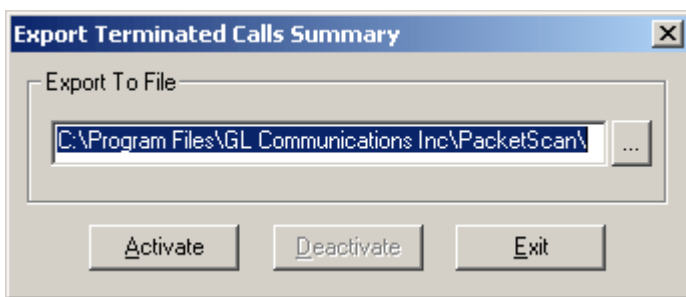 Export Terminated Calls Summary
Export To File
C:\Program Files\GL Communications Inc\PacketScan\
...
Activate Deactivate Exit